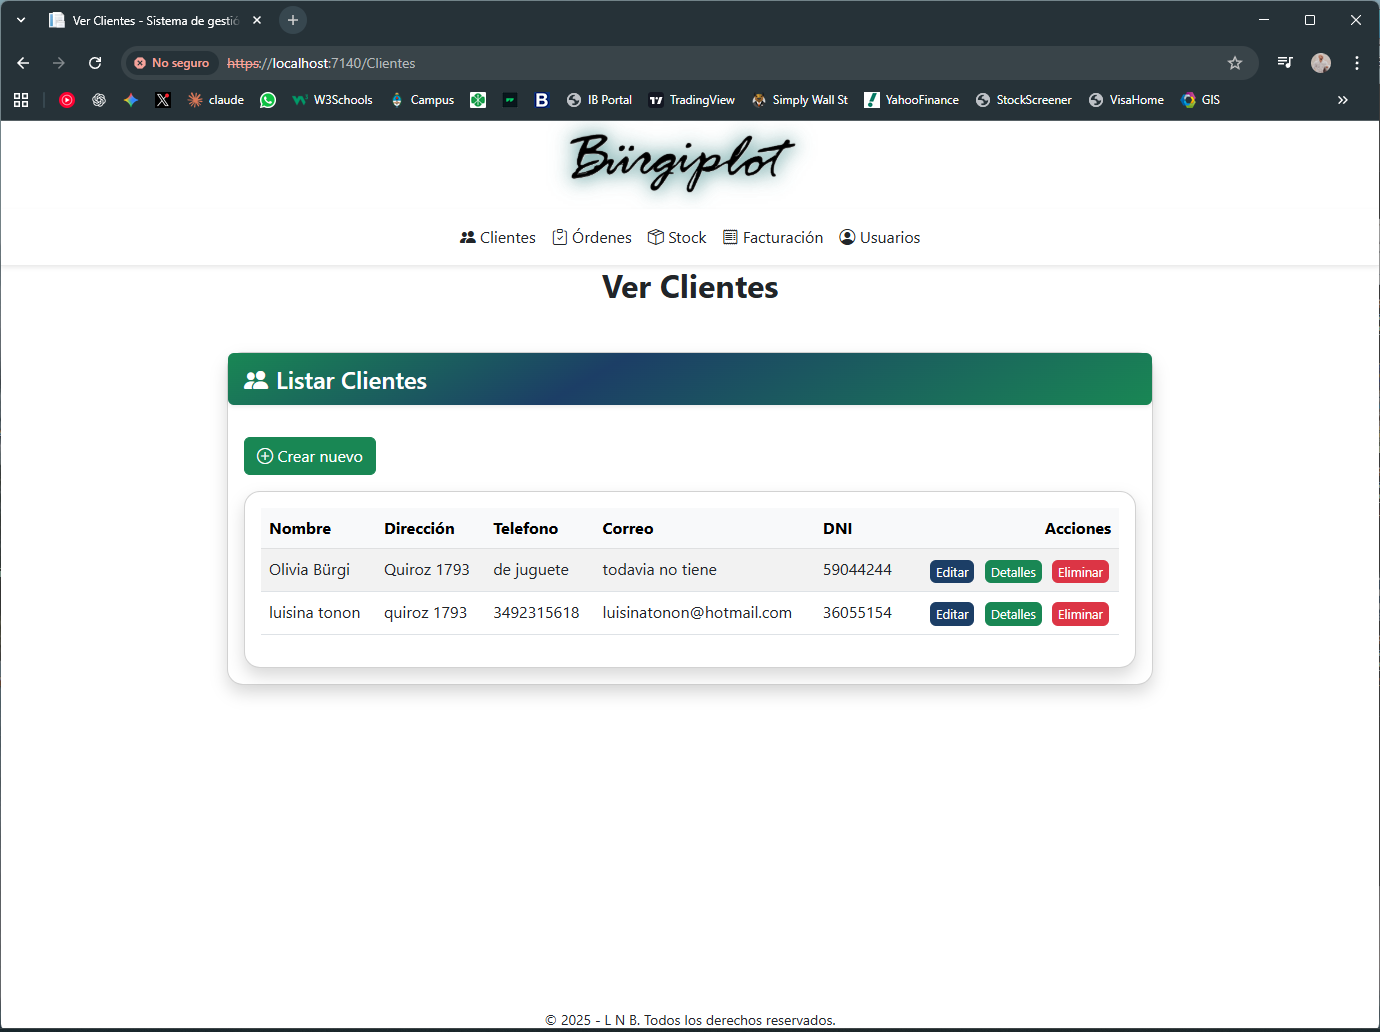 Ver Clientes - Sistema de gestió
No seguro
https://localhost:7140/Clientes
claude
W3Schools
Campus
B
IB Portal
TradingView
Simply Wall St
YahooFinance
StockScreener
VisaHome
GIS
Bürgiplot
Clientes Órdenes Stock Facturación Usuarios
Ver Clientes
Listar Clientes
Crear nuevo
Nombre Dirección Telefono Correo DNI Acciones
Olivia Bürgi Quiroz 1793 de juguete todavia no tiene 59044244 Editar Detalles Eliminar
luisina tonon quiroz 1793 3492315618 luisinatonon@hotmail.com 36055154 Editar Detalles Eliminar
© 2025 - L N B. Todos los derechos reservados.